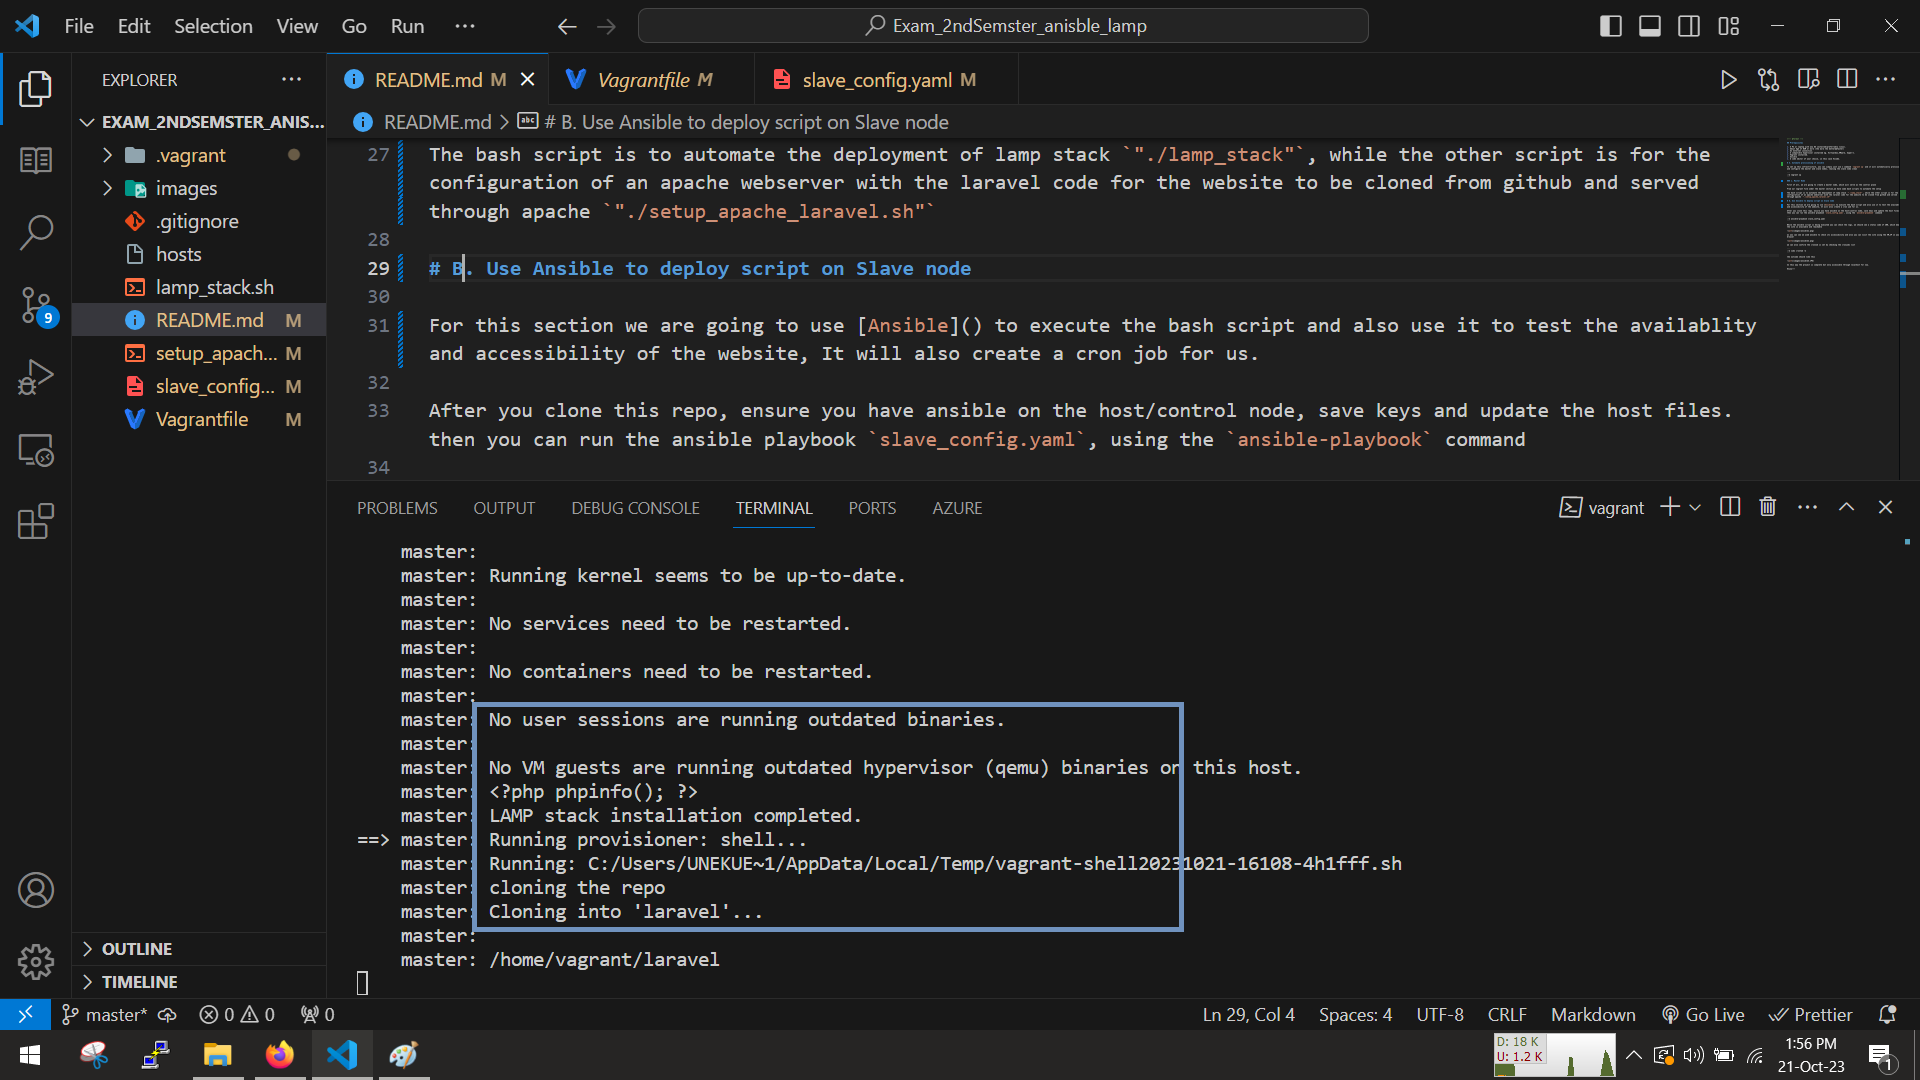 File Edit Selection View Go Run ···
Exam_2ndSemster_anisble_lamp
EXPLORER ···
README.md M
Vagrantfile M
slave_config.yaml M
README.md > # B. Use Ansible to deploy script on Slave node
EXAM_2NDSEMSTER_ANIS...
.vagrant
images
.gitignore
hosts
lamp_stack.sh
README.md M
setup_apach... M
slave_config... M
Vagrantfile M
9
27 The bash script is to automate the deployment of lamp stack `"./lamp_stack"`, while the other script is for the
configuration of an apache webserver with the laravel code for the website to be cloned from github and served
through apache `"./setup_apache_laravel.sh"`
28
29 # B. Use Ansible to deploy script on Slave node
30
31 For this section we are going to use [Ansible]() to execute the bash script and also use it to test the availablity
and accessibility of the website, It will also create a cron job for us.
32
33 After you clone this repo, ensure you have ansible on the host/control node, save keys and update the host files.
then you can run the ansible playbook `slave_config.yaml`, using the `ansible-playbook` command
34
PROBLEMS OUTPUT DEBUG CONSOLE TERMINAL PORTS AZURE
vagrant
master:
master: Running kernel seems to be up-to-date.
master:
master: No services need to be restarted.
master:
master: No containers need to be restarted.
master:
master: No user sessions are running outdated binaries.
master:
master: No VM guests are running outdated hypervisor (qemu) binaries on this host.
master: <?php phpinfo(); ?>
master: LAMP stack installation completed.
==> master: Running provisioner: shell...
master: Running: C:/Users/UNEKUE~1/AppData/Local/Temp/vagrant-shell20231021-16108-4h1fff.sh
master: cloning the repo
master: Cloning into 'laravel'...
master:
master: /home/vagrant/laravel
OUTLINE
TIMELINE
master* 0 0 0
Ln 29, Col 4 Spaces: 4 UTF-8 CRLF Markdown Go Live Prettier
D: 18 K
U: 1.2 K
1:56 PM
21-Oct-23
1